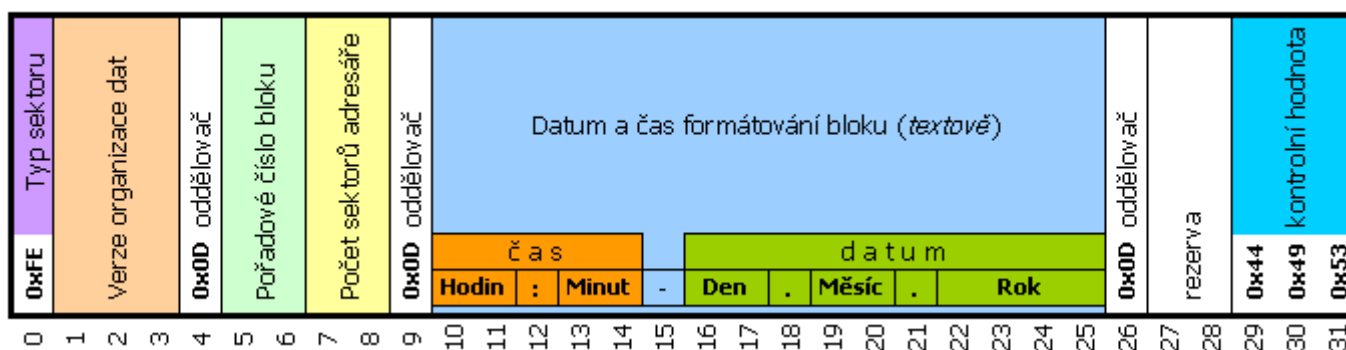 0xFE Typ sektoru
Verze organizace dat
0x0D oddělovač
Pořadové číslo bloku
Počet sektorů adresáře
0x0D oddělovač
Datum a čas formátování bloku (textově)
čas
datum
Hodin : Minut - Den . Měsíc . Rok
0x0D oddělovač
rezerva
kontrolní hodnota
0x44
0x49
0x53
0 1 2 3 4 5 6 7 8 9 10 11 12 13 14 15 16 17 18 19 20 21 22 23 24 25 26 27 28 29 30 31